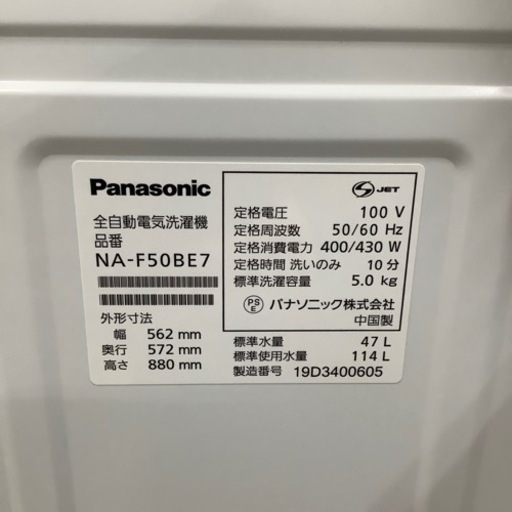 Panasonic
全自動電気洗濯機
品番
NA-F50BE7
外形寸法
幅 562 mm
奥行 572 mm
高さ 880 mm
S JET
定格電圧 100 V
定格周波数 50/60 Hz
定格消費電力 400/430 W
定格時間 洗いのみ 10分
標準洗濯容量 5.0 kg
PS E パナソニック株式会社
中国製
標準水量 47 L
標準使用水量 114 L
製造番号 19D3400605